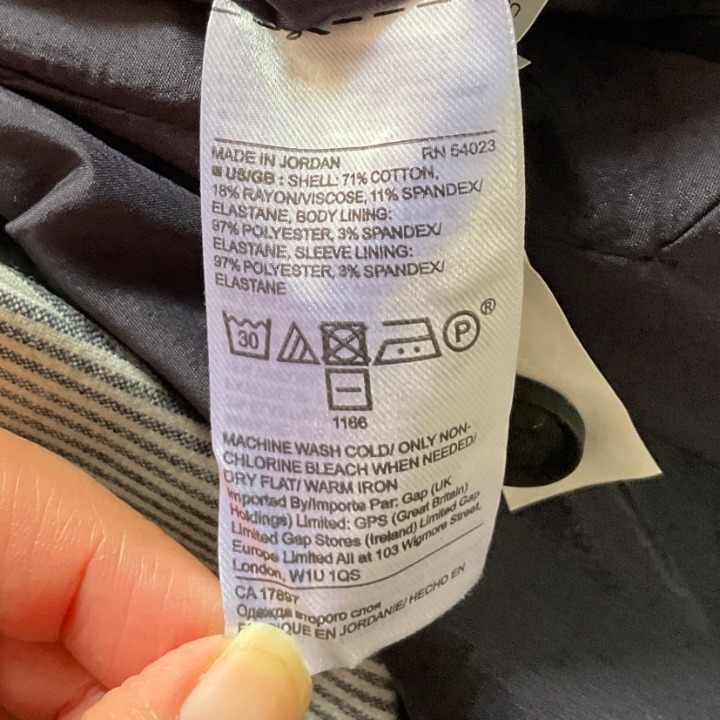 MADE IN JORDAN RN 54023
US/GB : SHELL: 71% COTTON,
18% RAYON/VISCOSE, 11% SPANDEX/
ELASTANE, BODY LINING:
97% POLYESTER, 3% SPANDEX/
ELASTANE, SLEEVE LINING:
97% POLYESTER, 3% SPANDEX/
ELASTANE
30 P ®
1166
MACHINE WASH COLD/ ONLY NON-
CHLORINE BLEACH WHEN NEEDED/
DRY FLAT/ WARM IRON
Imported By/Importe Par: Gap (UK
Holdings) Limited: GPS (Great Britain)
Limited Gap Stores (Ireland) Limited Gap
Europe Limited All at 103 Wigmore Street,
London, W1U 1QS
CA 17897
Одежда второго слоя
QUE EN JORDANIE/ HECHO EN